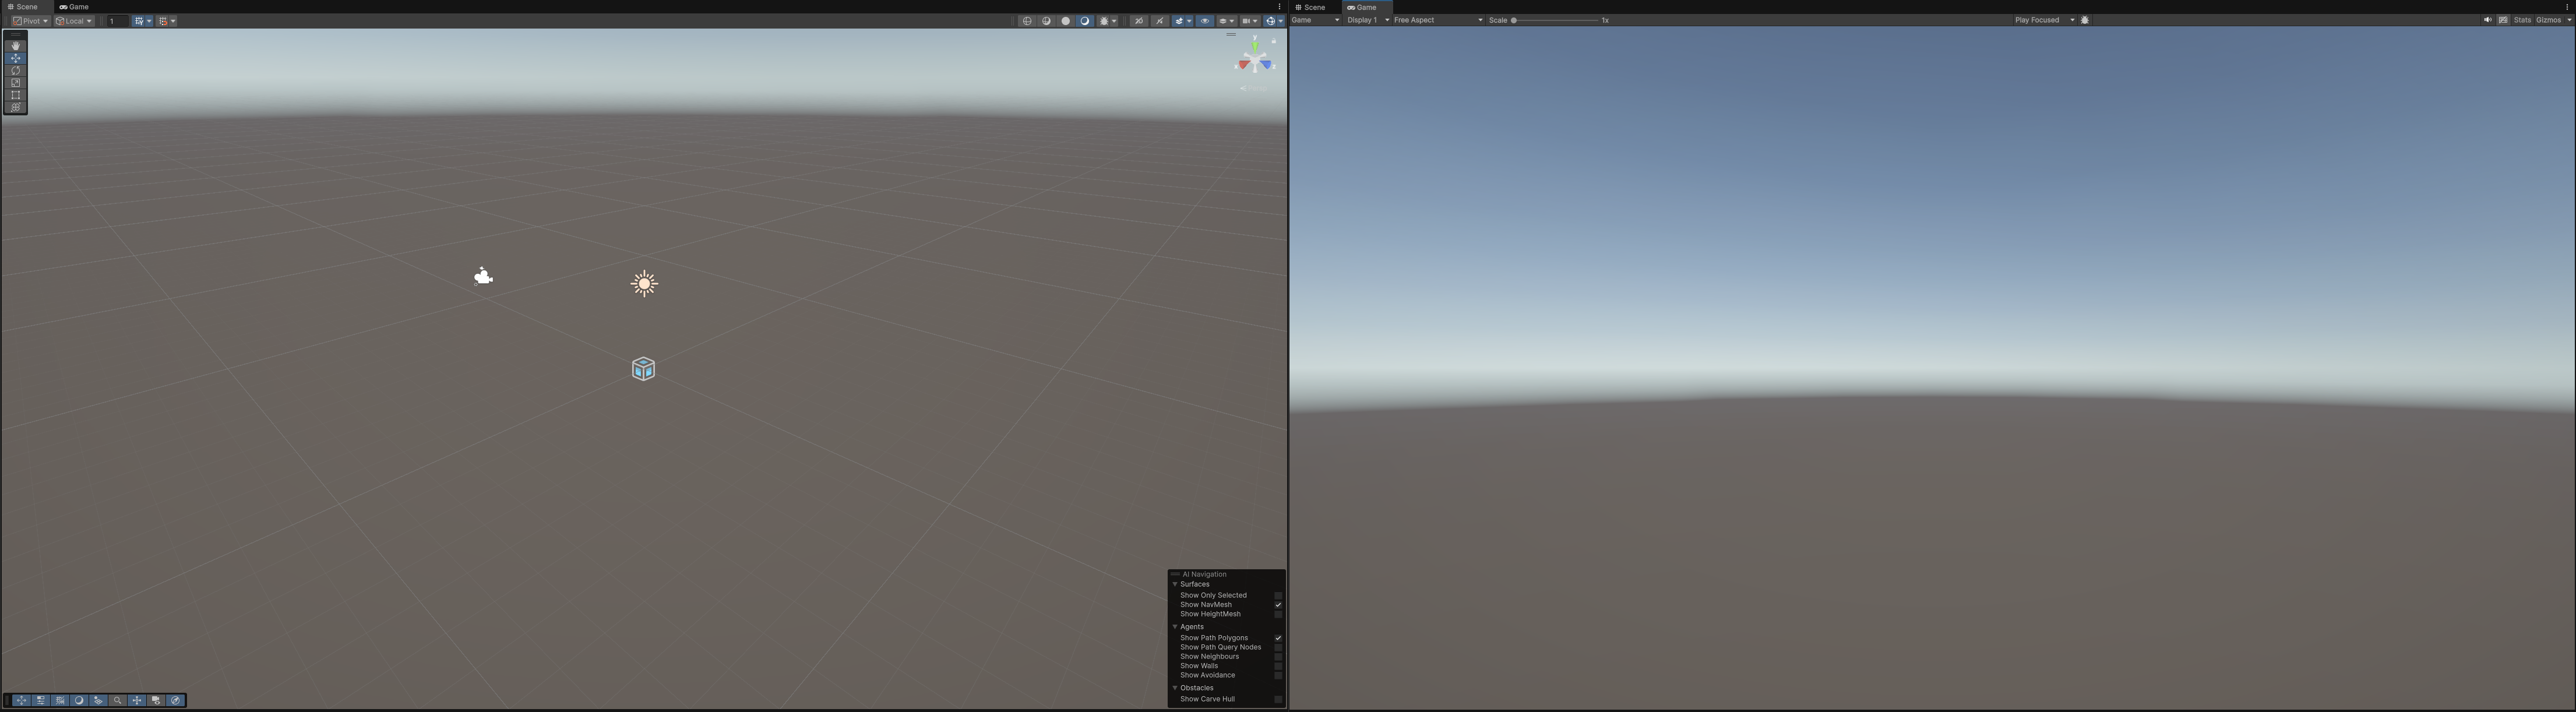 Scene Game
Pivot Local 1
y
x z
AI Navigation
Surfaces
Show Only Selected
Show NavMesh
Show HeightMesh
Agents
Show Path Polygons
Show Path Query Nodes
Show Neighbours
Show Walls
Show Avoidance
Obstacles
Show Carve Hull
Scene Game
Game Display 1 Free Aspect Scale 1x Play Focused Stats Gizmos